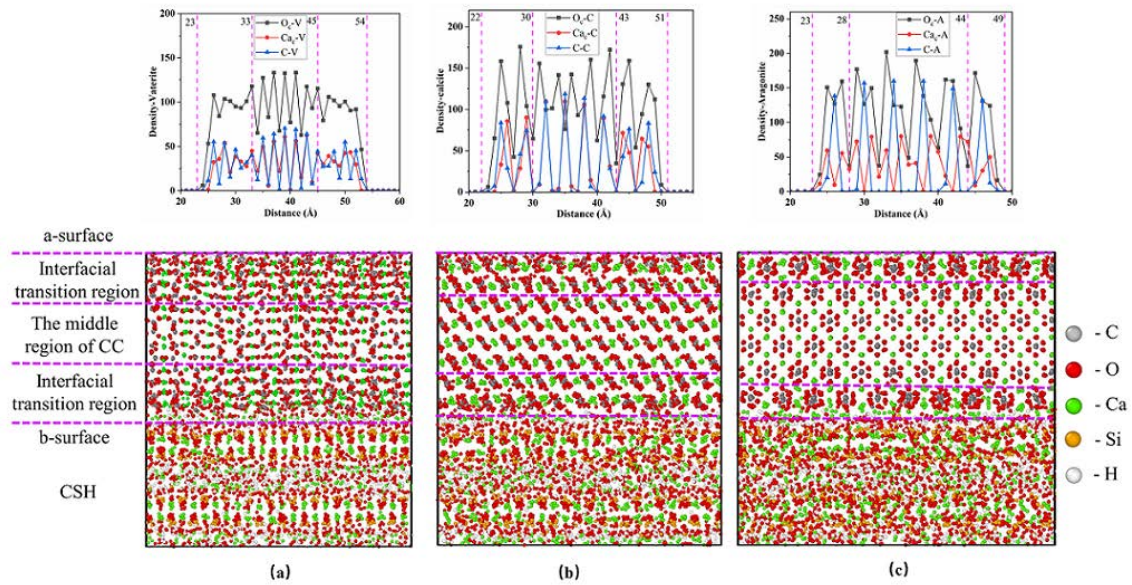 23 33 45 54
Oc-V
Cac-V
C-V
Density-Vaterite
200
150
100
50
0
20 30 40 50 60
Distance (Å)
22 30 43 51
Oc-C
Cac-C
C-C
Density-calcite
200
150
100
50
0
20 30 40 50 60
Distance (Å)
23 28 44 49
Oc-A
Cac-A
C-A
Density-Aragonite
250
200
150
100
50
0
20 30 40 50
Distance (Å)
a-surface
Interfacial
transition region
The middle
region of CC
Interfacial
transition region
b-surface
CSH
- C
- O
- Ca
- Si
- H
(a) (b) (c)